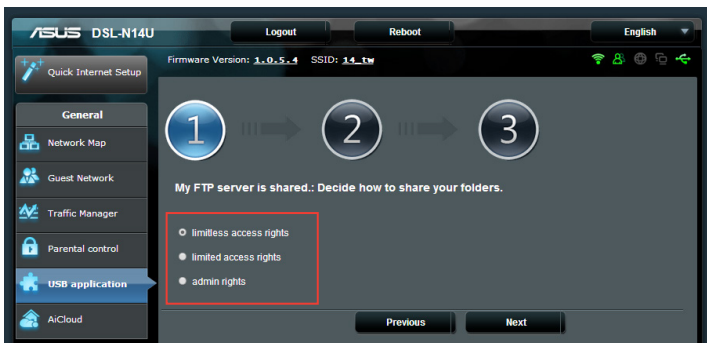 ASUS DSL-N14U
Logout
Reboot
English
Quick Internet Setup
Firmware Version: 1.0.5.4 SSID: 14_tw
General
Network Map
Guest Network
Traffic Manager
Parental control
USB application
AiCloud
1
2
3
My FTP server is shared.: Decide how to share your folders.
limitless access rights
limited access rights
admin rights
Previous
Next